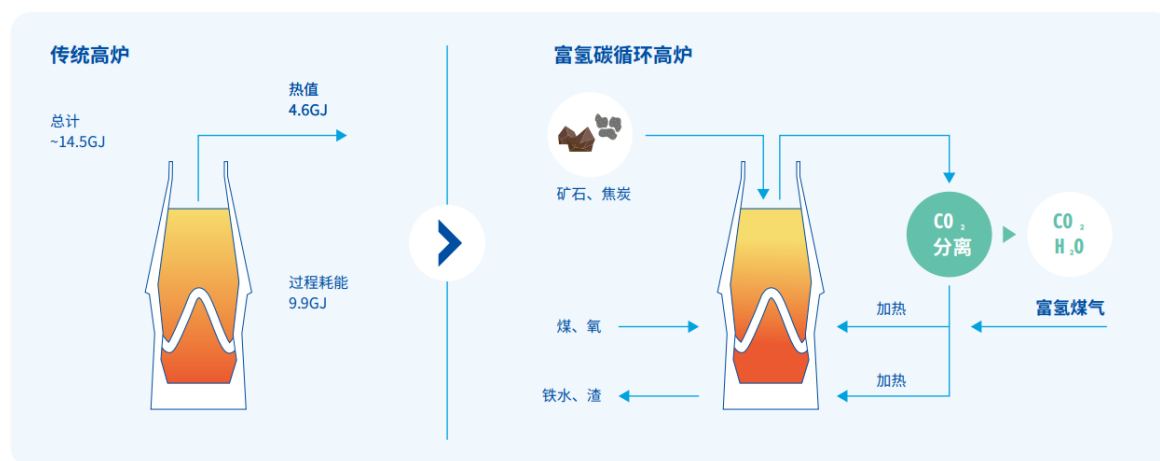 传统高炉
总计
~14.5GJ
热值
4.6GJ
过程耗能
9.9GJ
富氢碳循环高炉
矿石、焦炭
煤、氧
铁水、渣
CO₂
分离
CO₂
H₂O
加热
富氢煤气
加热